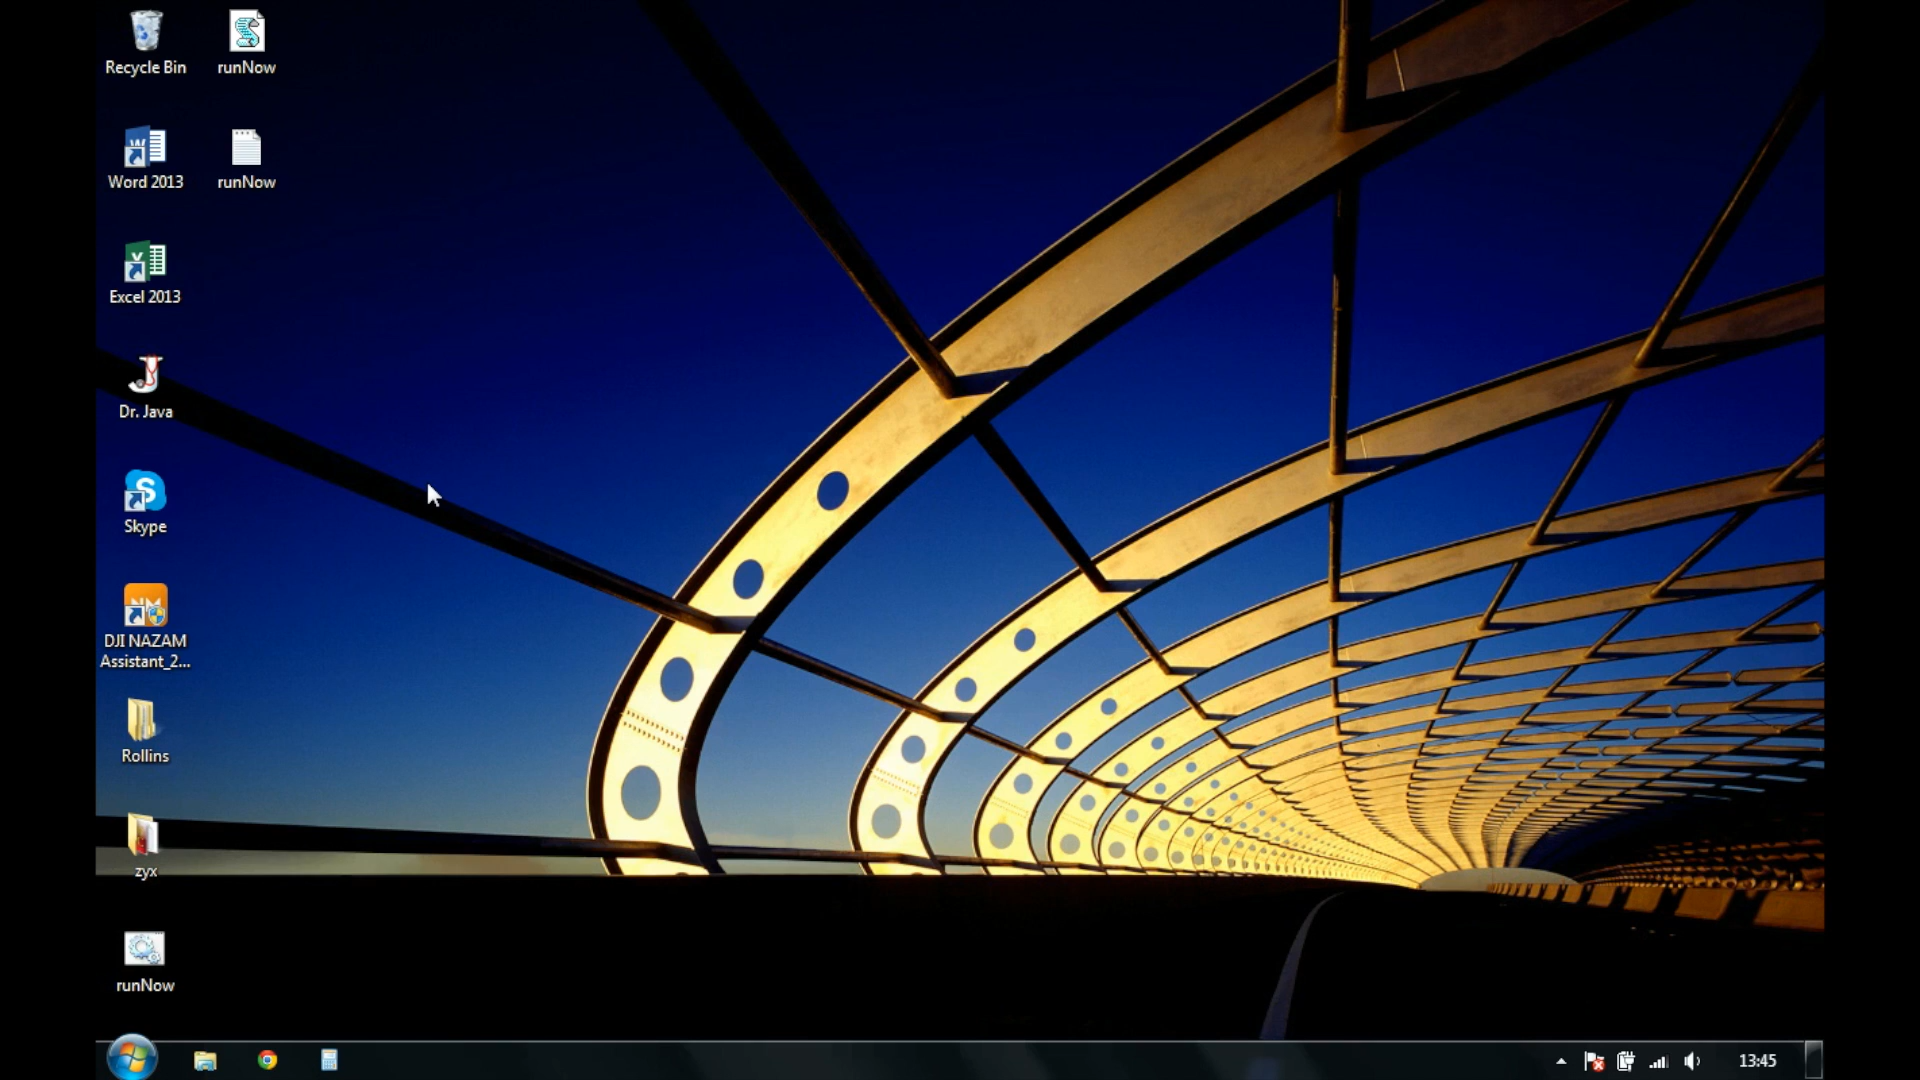 Recycle Bin
runNow
Word 2013
runNow
Excel 2013
Dr. Java
Skype
DJI NAZAM
Assistant_2...
Rollins
zyx
runNow
13:45